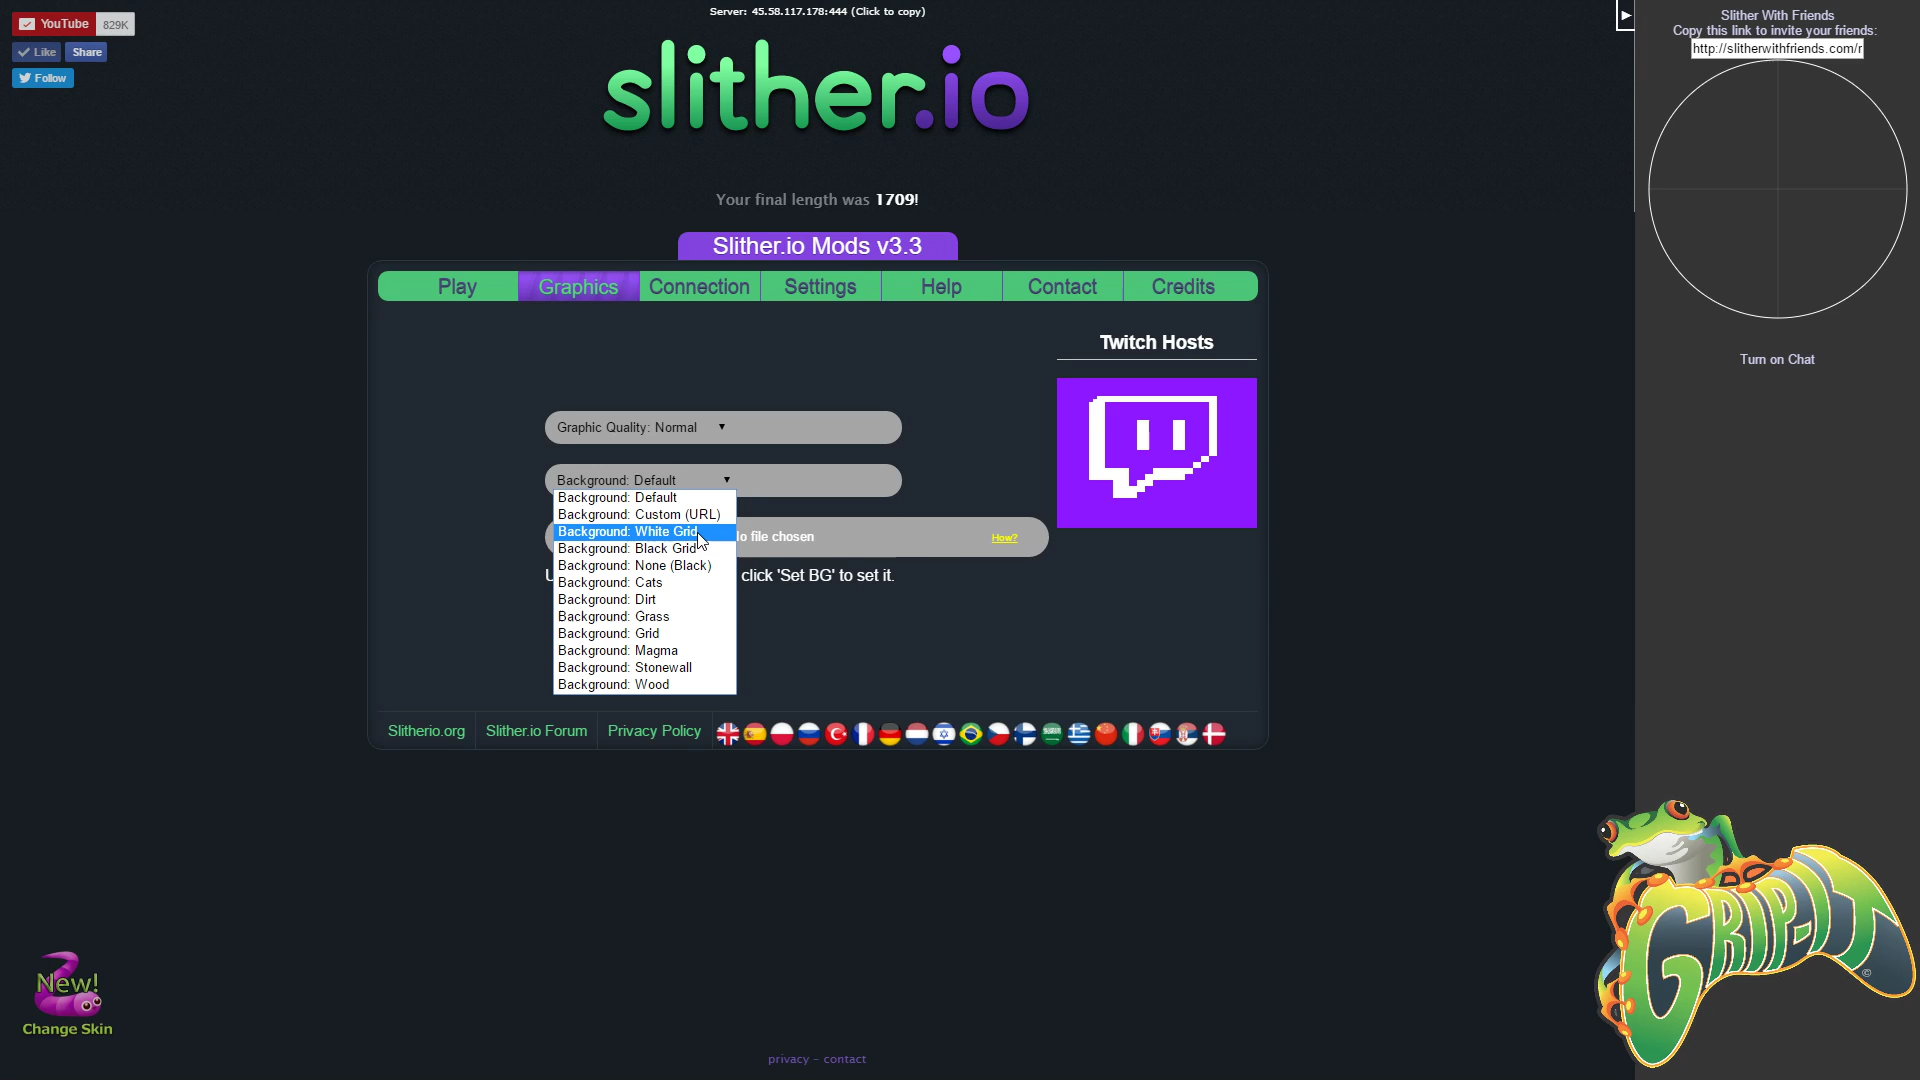 YouTube 829K
Like Share
Follow
Server: 45.58.117.178:444 (Click to copy)
slither.io
Your final length was 1709!
Slither.io Mods v3.3
Play Graphics Connection Settings Help Contact Credits
Twitch Hosts
Graphic Quality: Normal
Background: Default
Background: Default
Background: Custom (URL)
Background: White Grid
Background: Black Grid
Background: None (Black)
Background: Cats
Background: Dirt
Background: Grass
Background: Grid
Background: Magma
Background: Stonewall
Background: Wood
file chosen How?
click 'Set BG' to set it.
Slitherio.org Slither.io Forum Privacy Policy
Slither With Friends
Copy this link to invite your friends:
http://slitherwithfriends.com/r
Turn on Chat
New!
Change Skin
GRIP-IT
©
privacy - contact